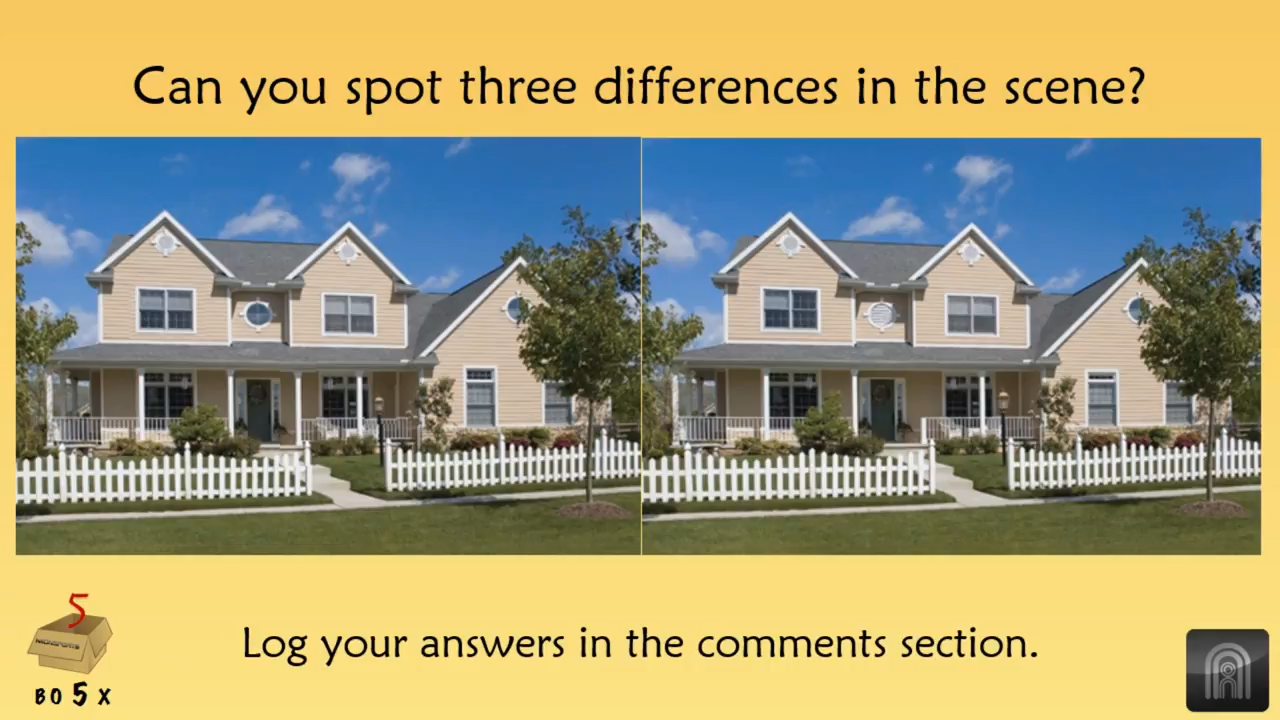 Can you spot three differences in the scene?
5
BO 5 X
Log your answers in the comments section.